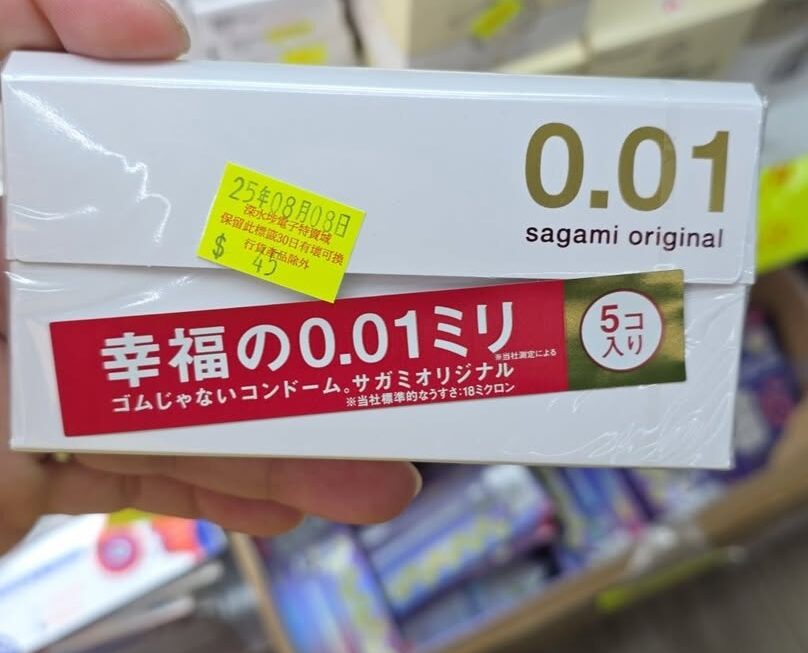 0.01
sagami original
25年08月08日
深水埗電子特賣城
保留此標籤30日有壞可換
行貨產品除外
$ 45
幸福の0.01ミリ
※当社測定による
ゴムじゃないコンドーム。サガミオリジナル
※当社標準的なうすさ:18ミクロン
5コ
入り